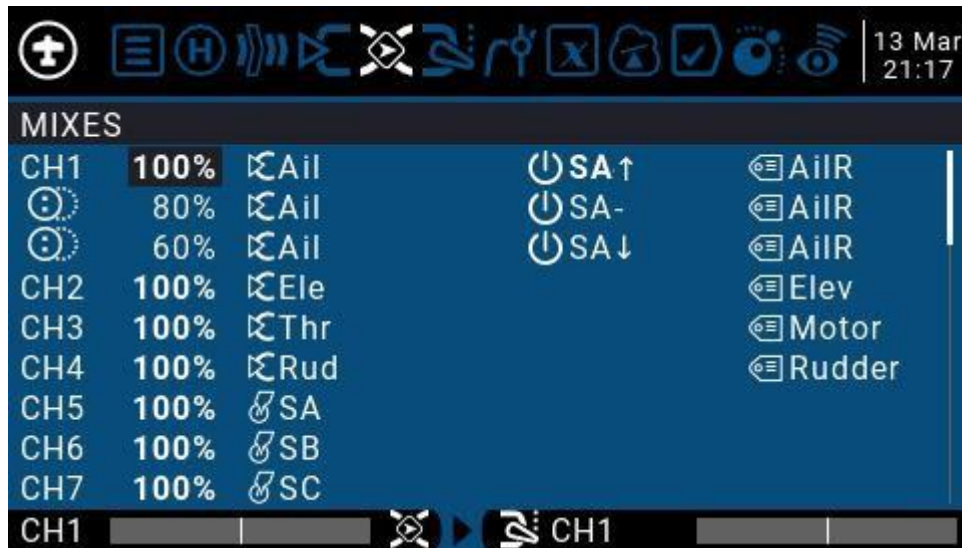 13 Mar
21:17
MIXES
CH1 100% Ail SA↑ AilR
80% Ail SA- AilR
60% Ail SA↓ AilR
CH2 100% Ele Elev
CH3 100% Thr Motor
CH4 100% Rud Rudder
CH5 100% SA
CH6 100% SB
CH7 100% SC
CH1 CH1